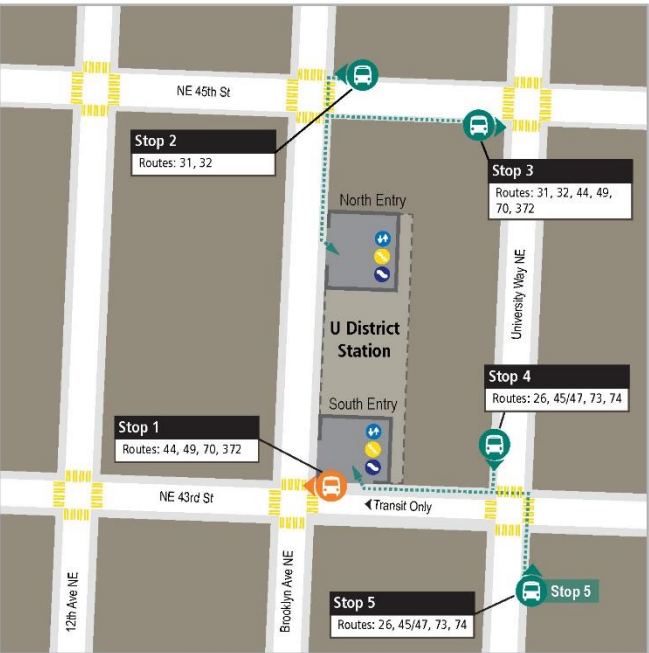 NE 45th St
Stop 2
Routes: 31, 32
Stop 3
Routes: 31, 32, 44, 49,
70, 372
North Entry
University Way NE
U District
Station
Stop 4
Routes: 26, 45/47, 73, 74
South Entry
Stop 1
Routes: 44, 49, 70, 372
NE 43rd St
Transit Only
12th Ave NE
Brooklyn Ave NE
Stop 5
Stop 5
Routes: 26, 45/47, 73, 74